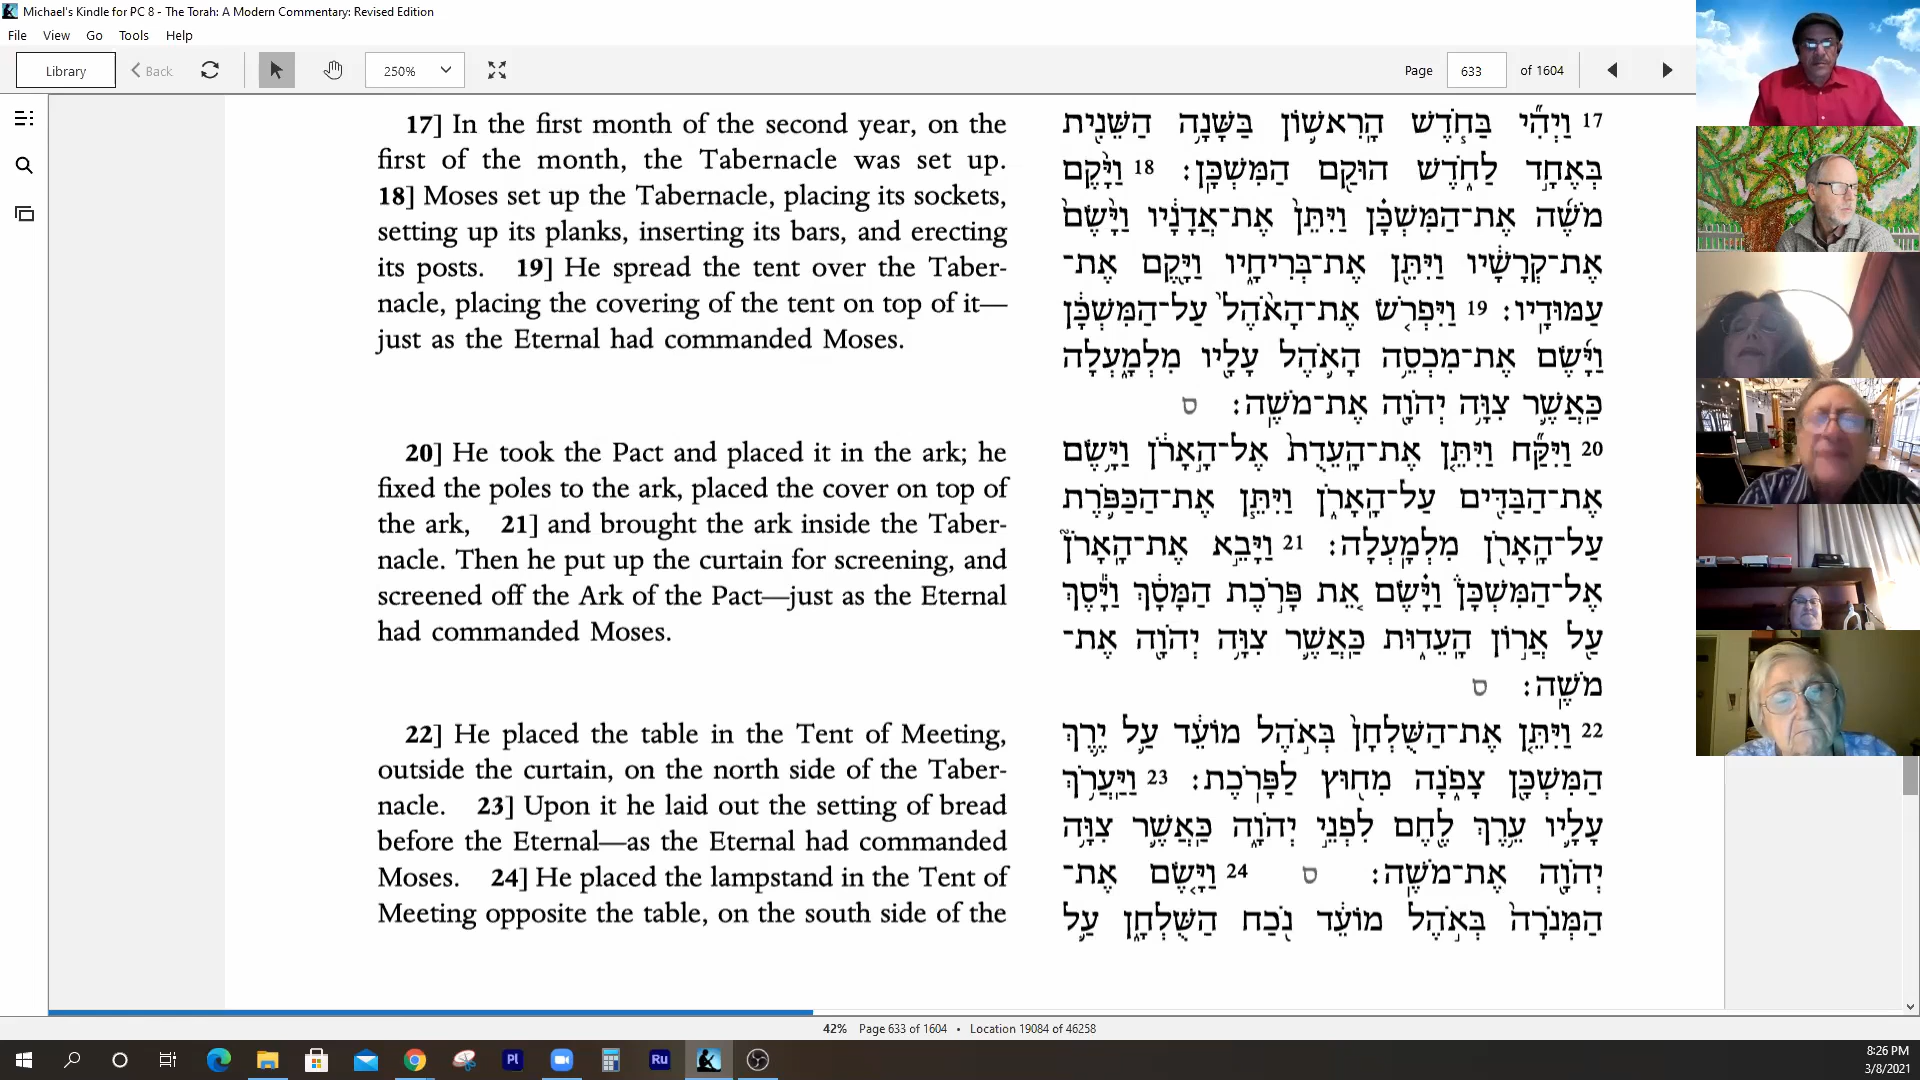 Michael's Kindle for PC 8 - The Torah: A Modern Commentary: Revised Edition
File View Go Tools Help
Library
Back
250%
Page 633 of 1604
17] In the first month of the second year, on the
first of the month, the Tabernacle was set up.
18] Moses set up the Tabernacle, placing its sockets,
setting up its planks, inserting its bars, and erecting
its posts. 19] He spread the tent over the Taber-
nacle, placing the covering of the tent on top of it—
just as the Eternal had commanded Moses.
20] He took the Pact and placed it in the ark; he
fixed the poles to the ark, placed the cover on top of
the ark, 21] and brought the ark inside the Taber-
nacle. Then he put up the curtain for screening, and
screened off the Ark of the Pact—just as the Eternal
had commanded Moses.
22] He placed the table in the Tent of Meeting,
outside the curtain, on the north side of the Taber-
nacle. 23] Upon it he laid out the setting of bread
before the Eternal—as the Eternal had commanded
Moses. 24] He placed the lampstand in the Tent of
Meeting opposite the table, on the south side of the
17 וַיְהִ֞י בַּחֹ֧דֶשׁ הָרִאשׁ֛וֹן בַּשָּׁנָ֥ה הַשֵּׁנִ֖ית
בְּאֶחָ֣ד לַחֹ֑דֶשׁ הוּקַ֖ם הַמִּשְׁכָּֽן׃ 18 וַיָּ֨קֶם
מֹשֶׁ֜ה אֶת־הַמִּשְׁכָּ֗ן וַיִּתֵּן֙ אֶת־אֲדָנָ֔יו וַיָּ֙שֶׂם֙
אֶת־קְרָשָׁ֔יו וַיִּתֵּ֖ן אֶת־בְּרִיחָ֑יו וַיָּ֖קֶם אֶת־
עַמּוּדָֽיו׃ 19 וַיִּפְרֹ֤שׂ אֶת־הָאֹ֙הֶל֙ עַל־הַמִּשְׁכָּ֔ן
וַיָּ֜שֶׂם אֶת־מִכְסֵ֥ה הָאֹ֛הֶל עָלָ֖יו מִלְמָ֑עְלָה
כַּאֲשֶׁ֛ר צִוָּ֥ה יְהֹוָ֖ה אֶת־מֹשֶֽׁה׃ ס
20 וַיִּקַּ֞ח וַיִּתֵּ֤ן אֶת־הָעֵדֻת֙ אֶל־הָ֣אָרֹ֔ן וַיָּ֥שֶׂם
אֶת־הַבַּדִּ֖ים עַל־הָאָרֹ֑ן וַיִּתֵּ֧ן אֶת־הַכַּפֹּ֛רֶת
עַל־הָאָרֹ֖ן מִלְמָֽעְלָה׃ 21 וַיָּבֵ֣א אֶת־הָאָרֹן֮
אֶל־הַמִּשְׁכָּן֒ וַיָּ֗שֶׂם אֵ֚ת פָּרֹ֣כֶת הַמָּסָ֔ךְ וַיָּ֕סֶךְ
עַ֖ל אֲר֣וֹן הָעֵד֑וּת כַּאֲשֶׁ֛ר צִוָּ֥ה יְהֹוָ֖ה אֶת־
מֹשֶֽׁה׃ ס
22 וַיִּתֵּ֤ן אֶת־הַשֻּׁלְחָן֙ בְּאֹ֣הֶל מוֹעֵ֔ד עַ֛ל יֶ֥רֶךְ
הַמִּשְׁכָּ֖ן צָפֹ֑נָה מִח֖וּץ לַפָּרֹֽכֶת׃ 23 וַיַּעֲרֹ֥ךְ
עָלָ֛יו עֵ֥רֶךְ לֶ֖חֶם לִפְנֵ֣י יְהֹוָ֑ה כַּאֲשֶׁ֛ר צִוָּ֥ה
יְהֹוָ֖ה אֶת־מֹשֶֽׁה׃ ס 24 וַיָּ֤שֶׂם אֶת־
הַמְּנֹרָה֙ בְּאֹ֣הֶל מוֹעֵ֔ד נֹ֖כַח הַשֻּׁלְחָ֑ן עַ֛ל
42% Page 633 of 1604 • Location 19084 of 46258
Pl
Ru
8:26 PM
3/8/2021